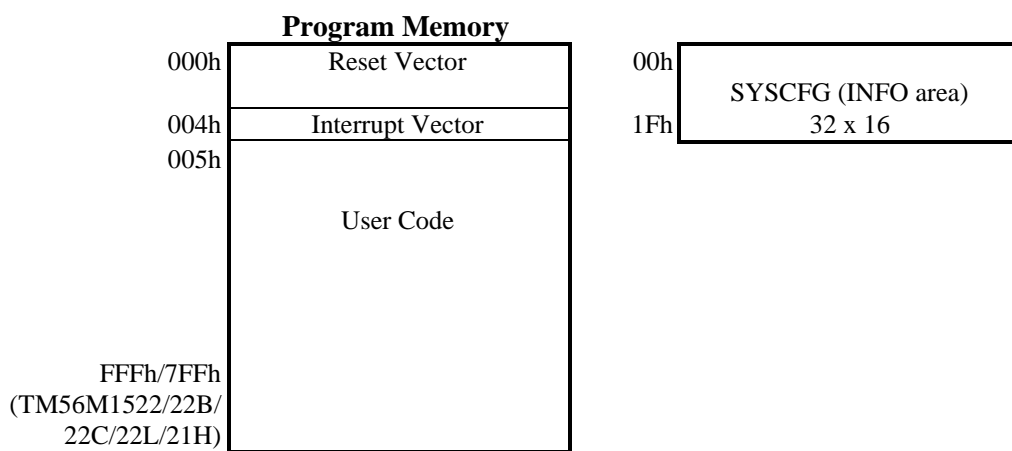 Program Memory
000h
Reset Vector
004h
Interrupt Vector
005h
User Code
FFFh/7FFh
(TM56M1522/22B/
22C/22L/21H)
00h
SYSCFG (INFO area)
1Fh
32 x 16